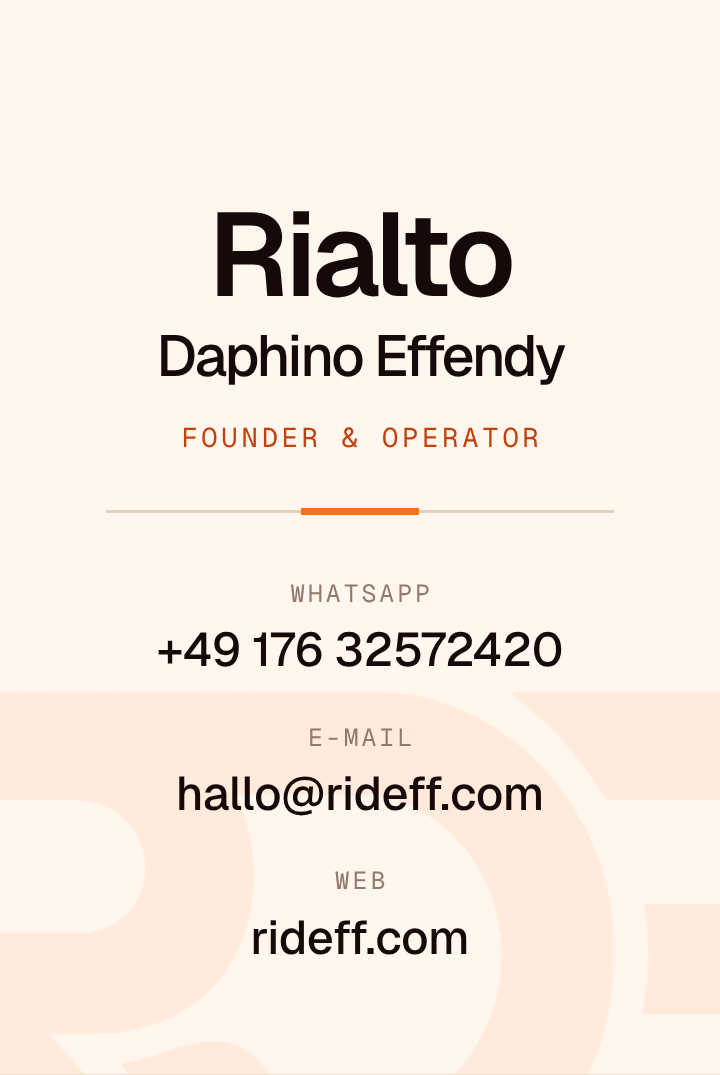 Rialto
Daphino Effendy
FOUNDER & OPERATOR
WHATSAPP
+49 176 32572420
E-MAIL
hallo@rideff.com
WEB
rideff.com